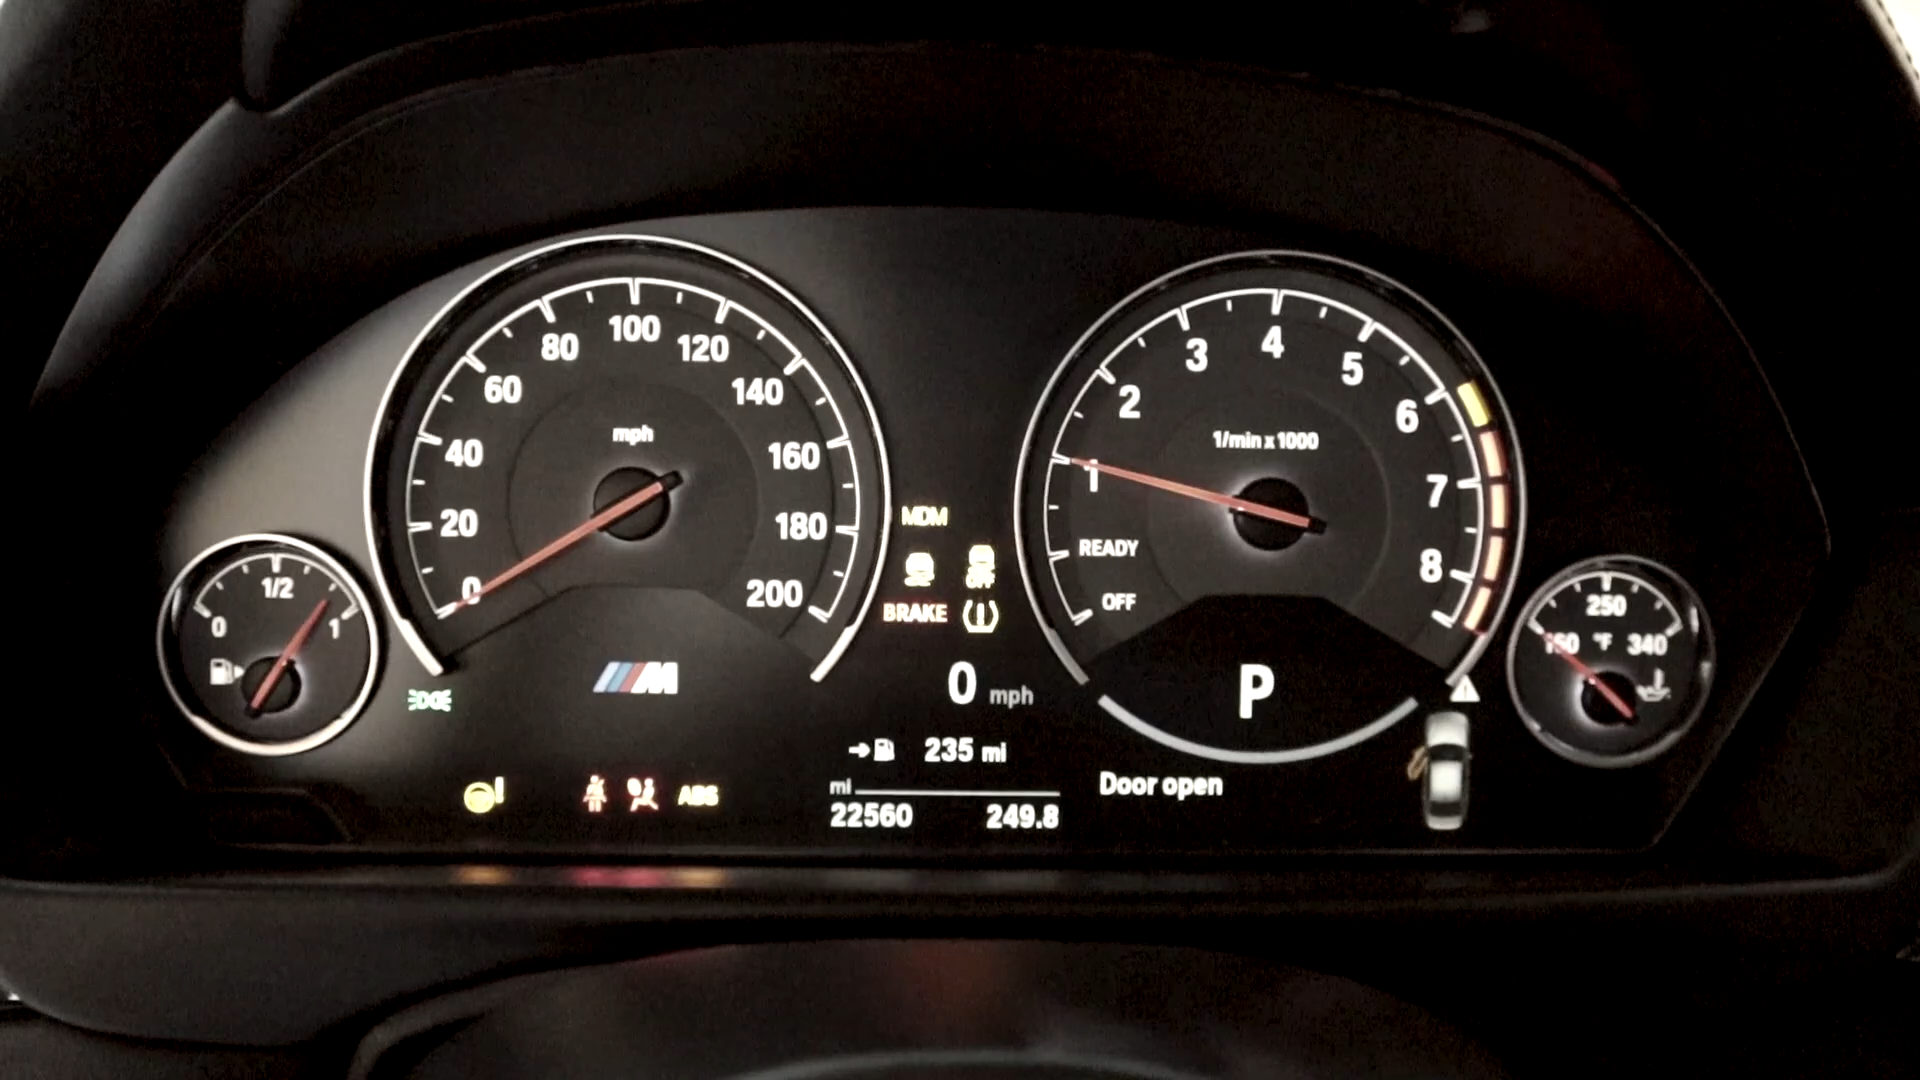 100
80
120
60
140
mph
40
160
20
180
0
200
1/2
0
1
M
MDM
OFF
BRAKE
0 mph
235 mi
mi
22560 249.8
ABS
4
3
5
2
6
1/min x 1000
1
7
READY
8
OFF
P
Door open
250
160 °F 340